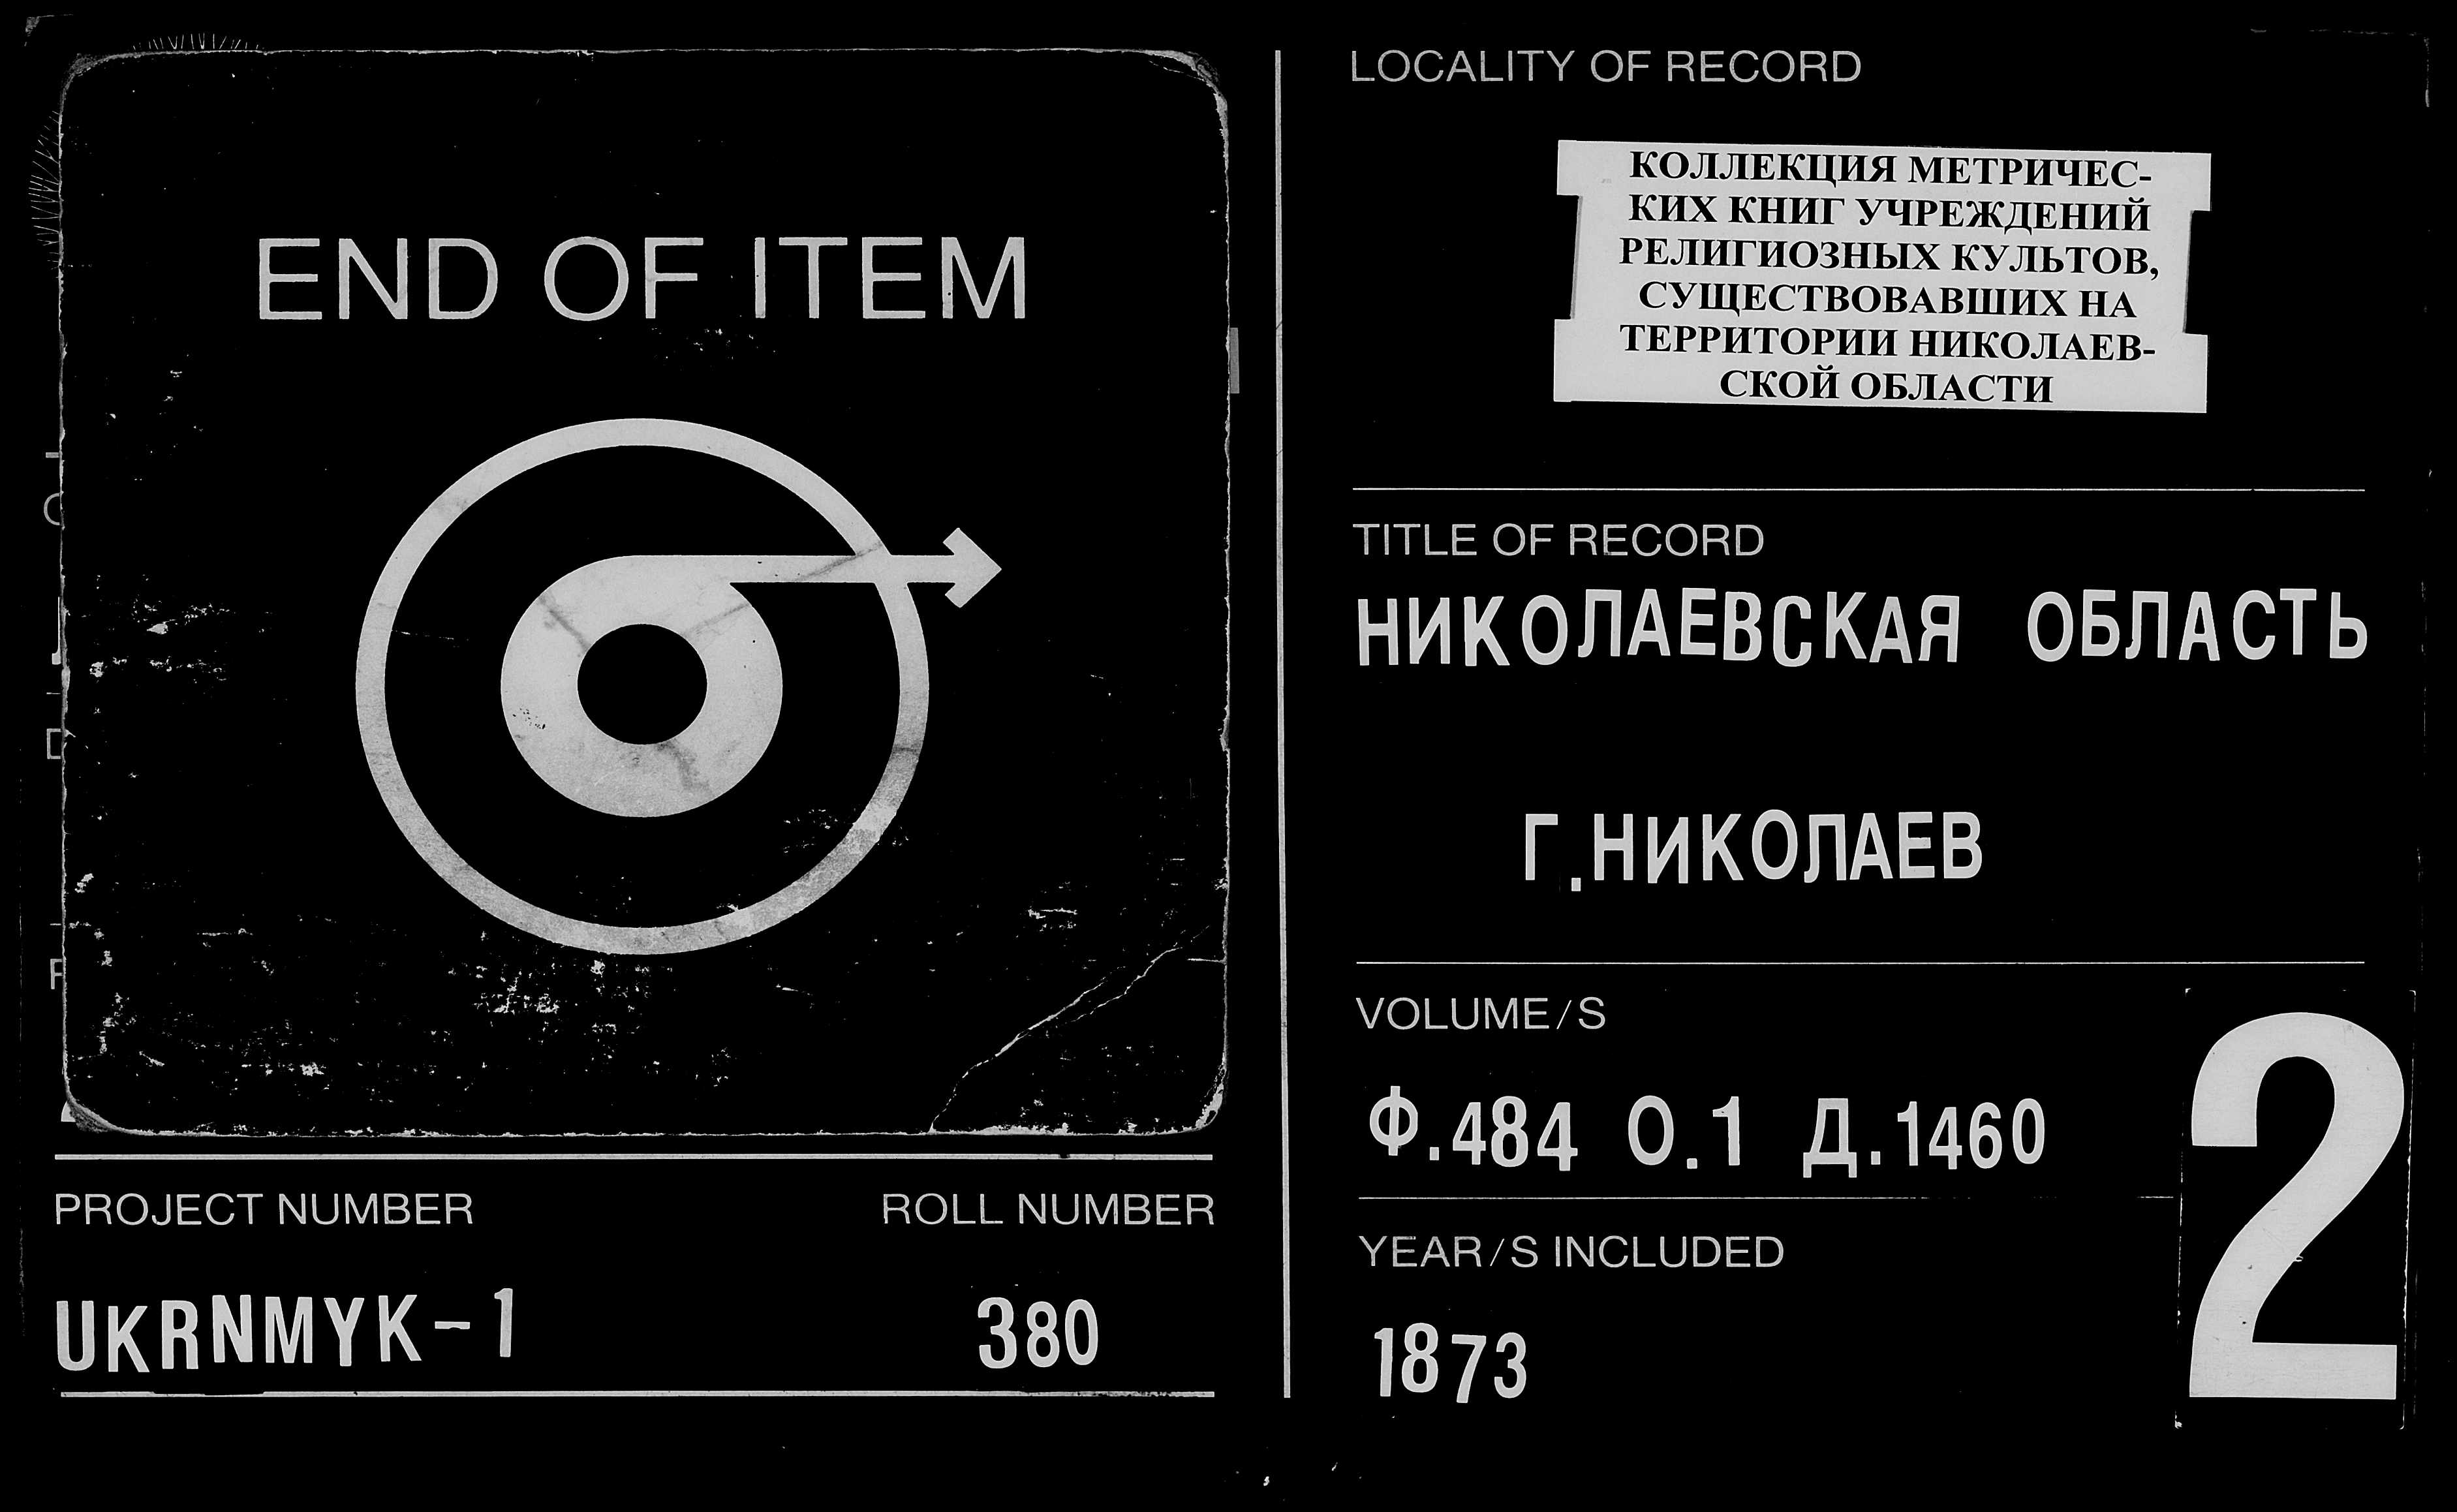 END OF ITEM
PROJECT NUMBER
ROLL NUMBER
UKRNMYK-1
380
LOCALITY OF RECORD
КОЛЛЕКЦИЯ МЕТРИЧЕС-
КИХ КНИГ УЧРЕЖДЕНИЙ
РЕЛИГИОЗНЫХ КУЛЬТОВ,
СУЩЕСТВОВАВШИХ НА
ТЕРРИТОРИИ НИКОЛАЕВ-
СКОЙ ОБЛАСТИ
TITLE OF RECORD
НИКОЛАЕВСКАЯ ОБЛАСТЬ
Г.НИКОЛАЕВ
VOLUME/S
Ф.484 О.1 Д.1460
YEAR/S INCLUDED
1873
2